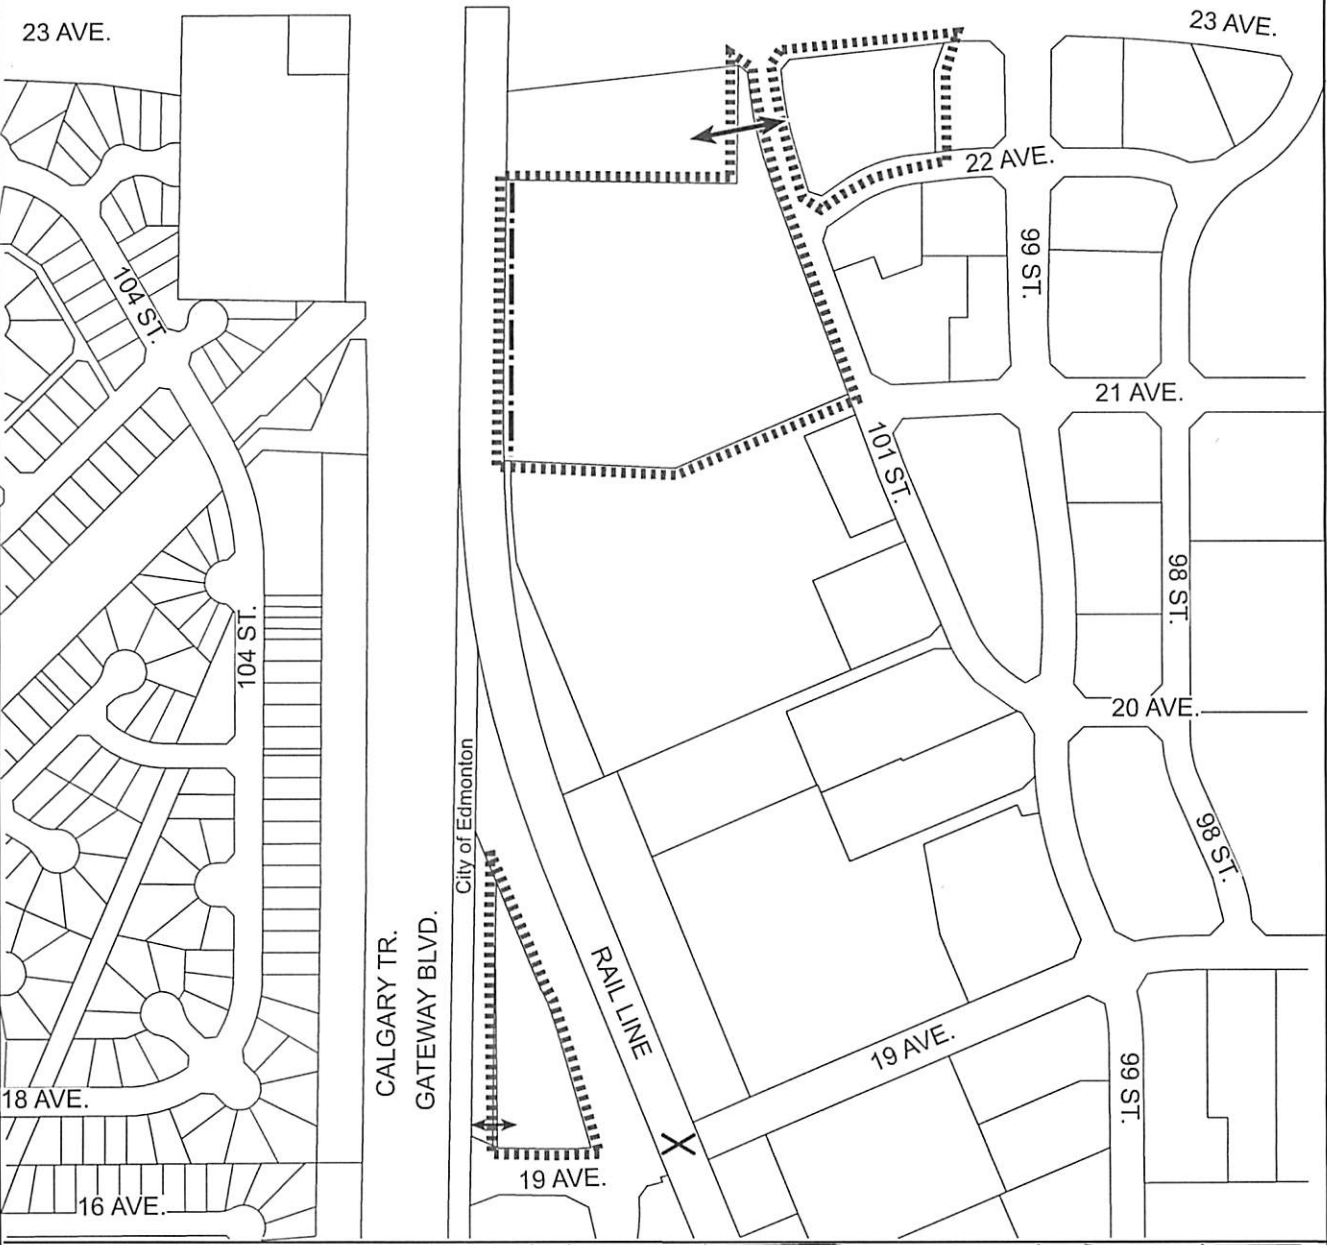 23 AVE.
23 AVE.
22 AVE.
104 ST.
99 ST.
21 AVE.
101 ST.
98 ST.
104 ST.
20 AVE.
City of Edmonton
98 ST.
CALGARY TR.
GATEWAY BLVD.
RAIL LINE
19 AVE.
99 ST.
18 AVE.
19 AVE.
16 AVE.